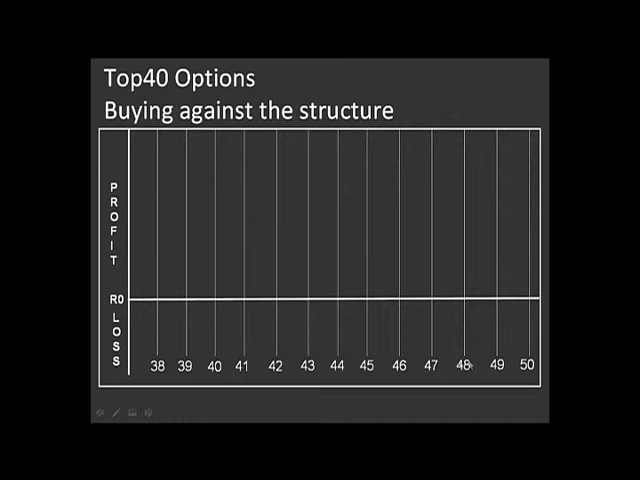 Top40 Options
Buying against the structure
PROFIT
R0
LOSS
38 39 40 41 42 43 44 45 46 47 48 49 50